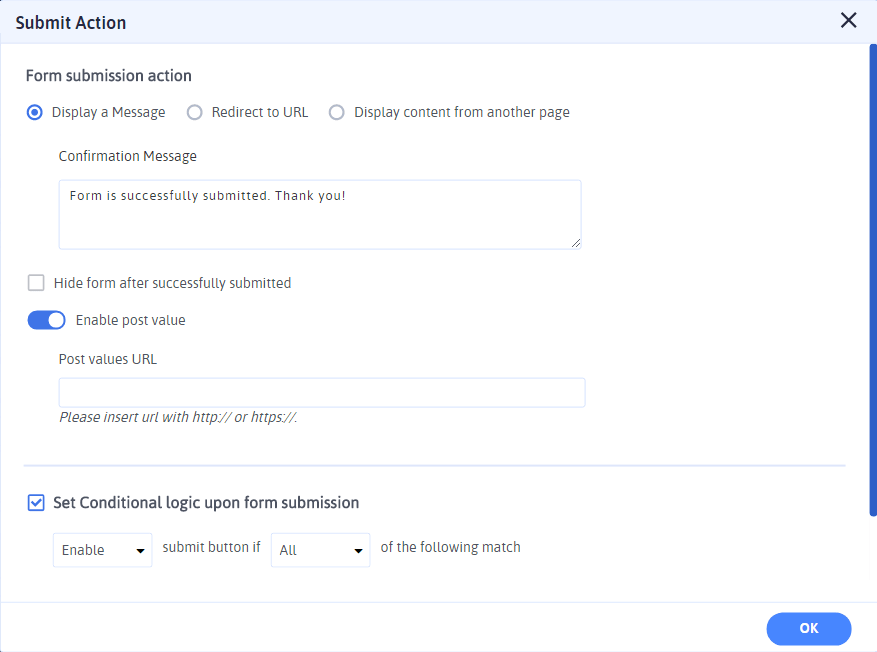 Submit Action
Form submission action
Display a Message Redirect to URL Display content from another page
Confirmation Message
Form is successfully submitted. Thank you!
Hide form after successfully submitted
Enable post value
Post values URL
Please insert url with http:// or https://.
Set Conditional logic upon form submission
Enable submit button if All of the following match
OK